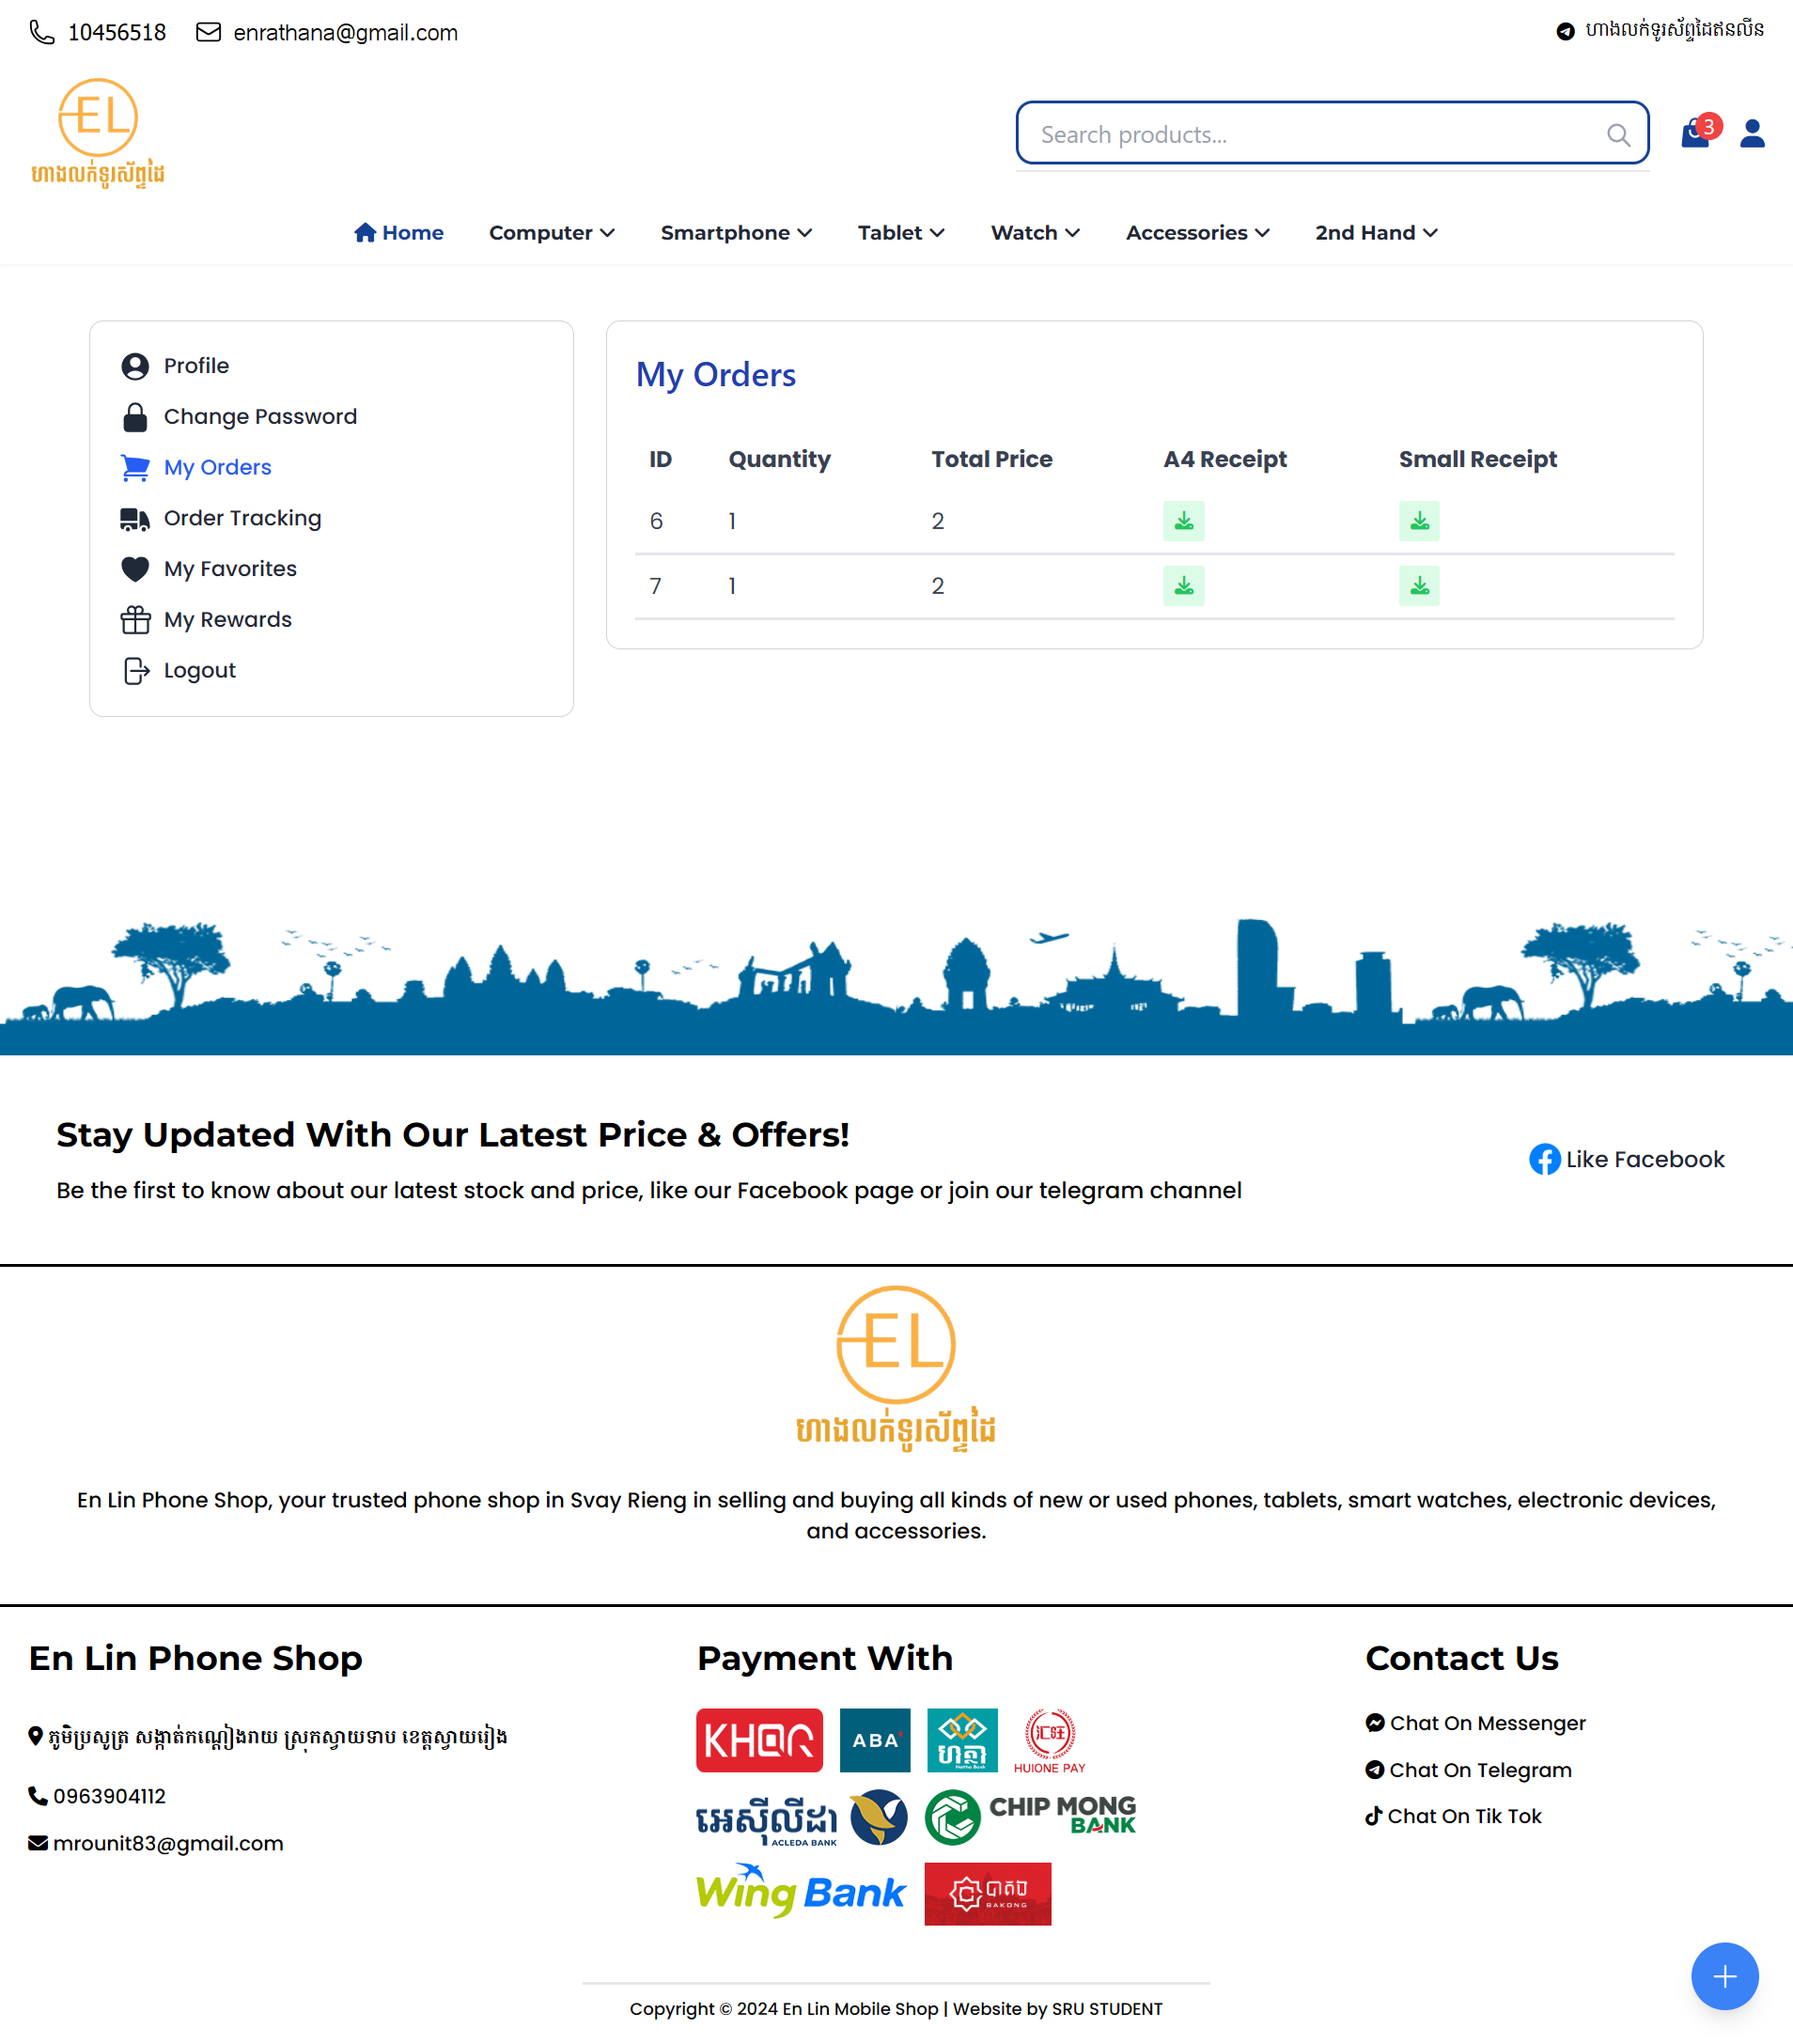 10456518
enrathana@gmail.com
ហាងលក់ទូរស័ព្ទដៃឥនលីន
EL
ហាងលក់ទូរស័ព្ទដៃ
Search products...
3
Home
Computer
Smartphone
Tablet
Watch
Accessories
2nd Hand
Profile
Change Password
My Orders
Order Tracking
My Favorites
My Rewards
Logout
My Orders
ID Quantity Total Price A4 Receipt Small Receipt
6 1 2
7 1 2
Stay Updated With Our Latest Price & Offers!
Be the first to know about our latest stock and price, like our Facebook page or join our telegram channel
Like Facebook
EL
ហាងលក់ទូរស័ព្ទដៃ
En Lin Phone Shop, your trusted phone shop in Svay Rieng in selling and buying all kinds of new or used phones, tablets, smart watches, electronic devices,
and accessories.
En Lin Phone Shop
ភូមិប្រសូត្រ សង្កាត់កណ្តៀងរាយ ស្រុកស្វាយទាប ខេត្តស្វាយរៀង
0963904112
mrounit83@gmail.com
Payment With
KHQR
ABA'
ហត្ថា
Hattha Bank
汇旺
HUIONE PAY
អេស៊ីលីដា
ACLEDA BANK
CHIP MONG
BANK
Wing Bank
បាគង
BAKONG
Contact Us
Chat On Messenger
Chat On Telegram
Chat On Tik Tok
Copyright © 2024 En Lin Mobile Shop | Website by SRU STUDENT